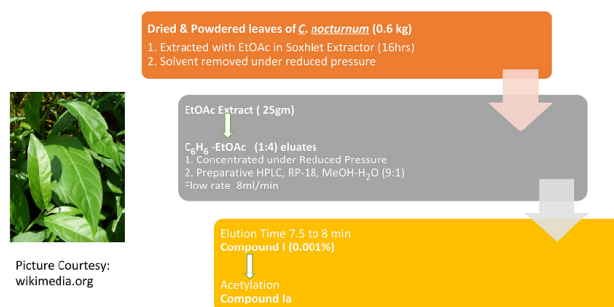 Dried & Powdered leaves of C. nocturnum (0.6 kg)
1. Extracted with EtOAc in Soxhlet Extractor (16hrs)
2. Solvent removed under reduced pressure
EtOAc Extract ( 25gm)
C6H6 -EtOAc (1:4) eluates
1. Concentrated under Reduced Pressure
2. Preparative HPLC, RP-18, MeOH-H2O (9:1)
Flow rate 8ml/min
Elution Time 7.5 to 8 min
Compound I (0.001%)
Acetylation
Compound Ia
Picture Courtesy:
wikimedia.org